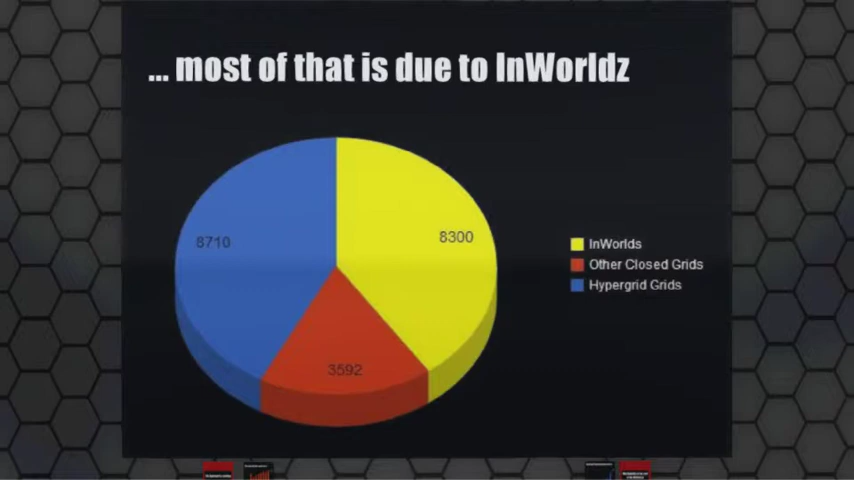 ... most of that is due to InWorldz
8710
8300
3592
InWorlds
Other Closed Grids
Hypergrid Grids